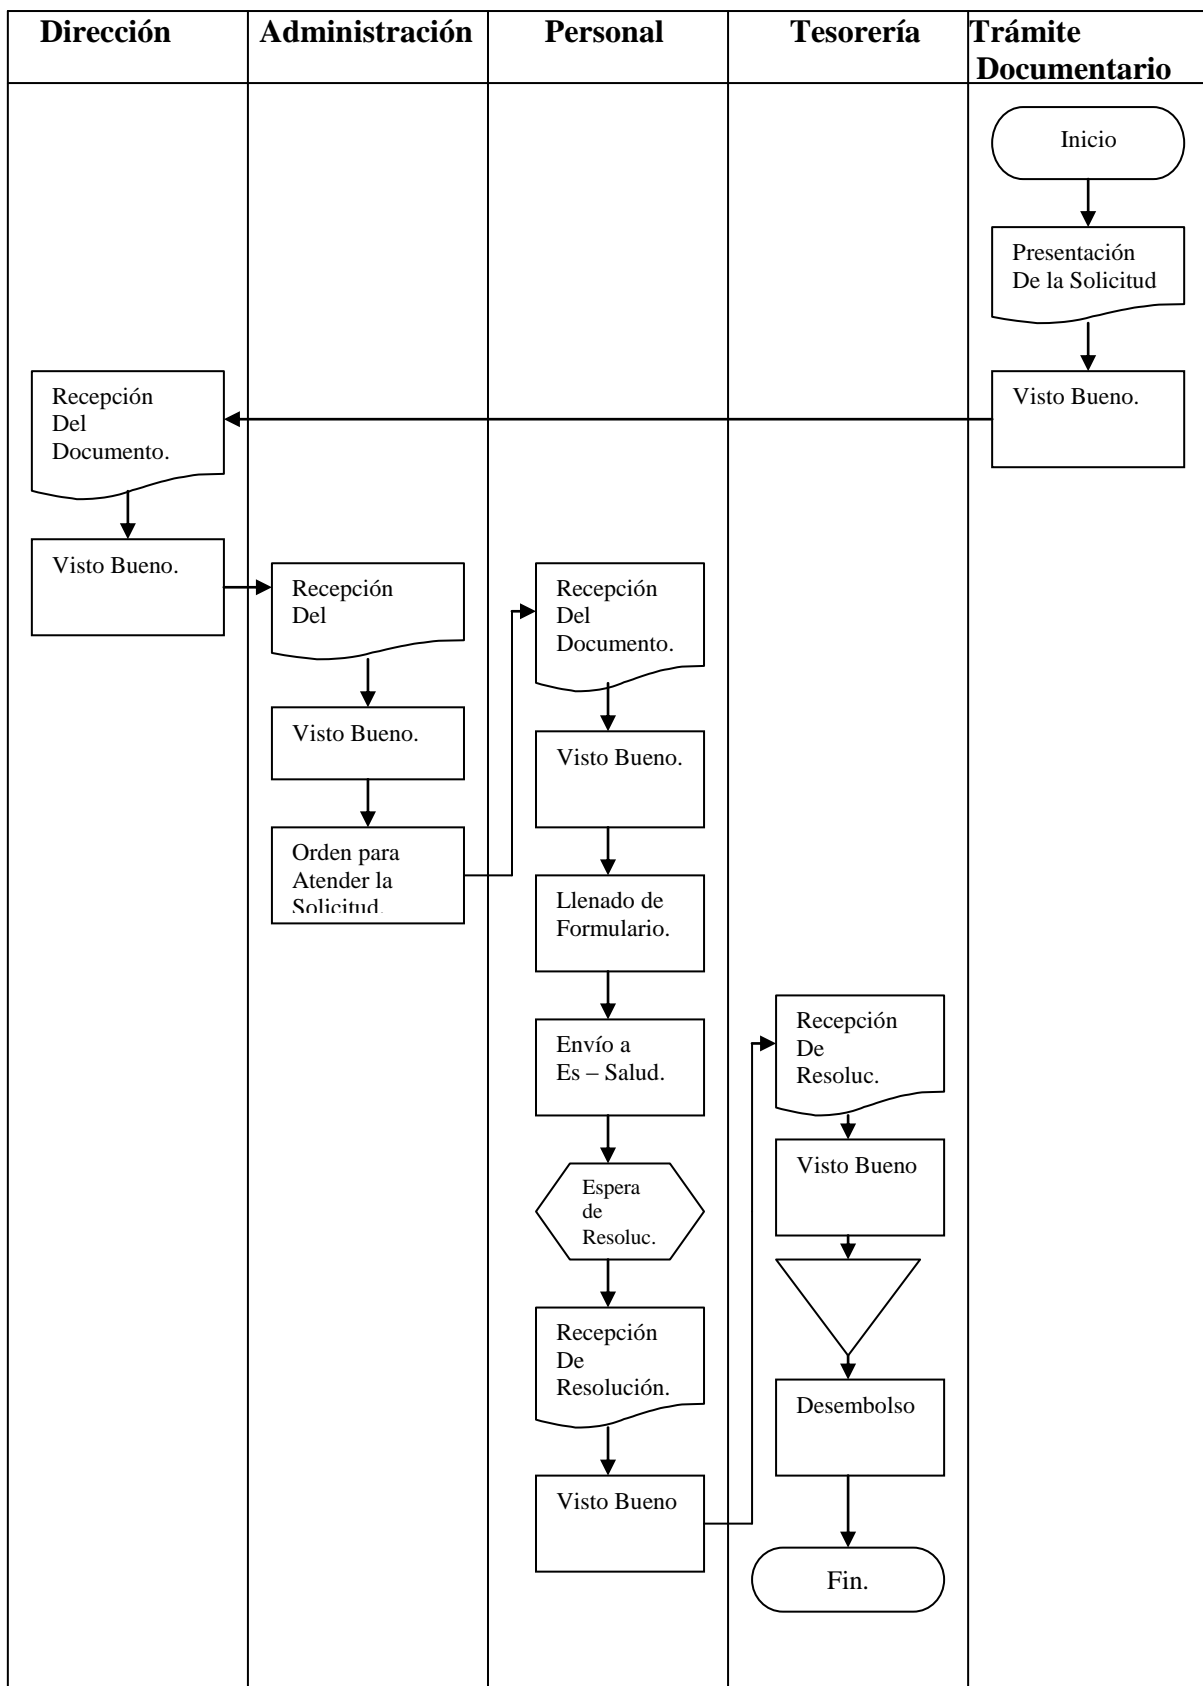 Dirección
Administración
Personal
Tesorería
Trámite
Documentario
Inicio
Presentación
De la Solicitud
Visto Bueno.
Recepción
Del
Documento.
Visto Bueno.
Recepción
Del
Visto Bueno.
Orden para
Atender la
Solicitud.
Recepción
Del
Documento.
Visto Bueno.
Llenado de
Formulario.
Envío a
Es – Salud.
Espera
de
Resoluc.
Recepción
De
Resolución.
Visto Bueno
Recepción
De
Resoluc.
Visto Bueno
Desembolso
Fin.